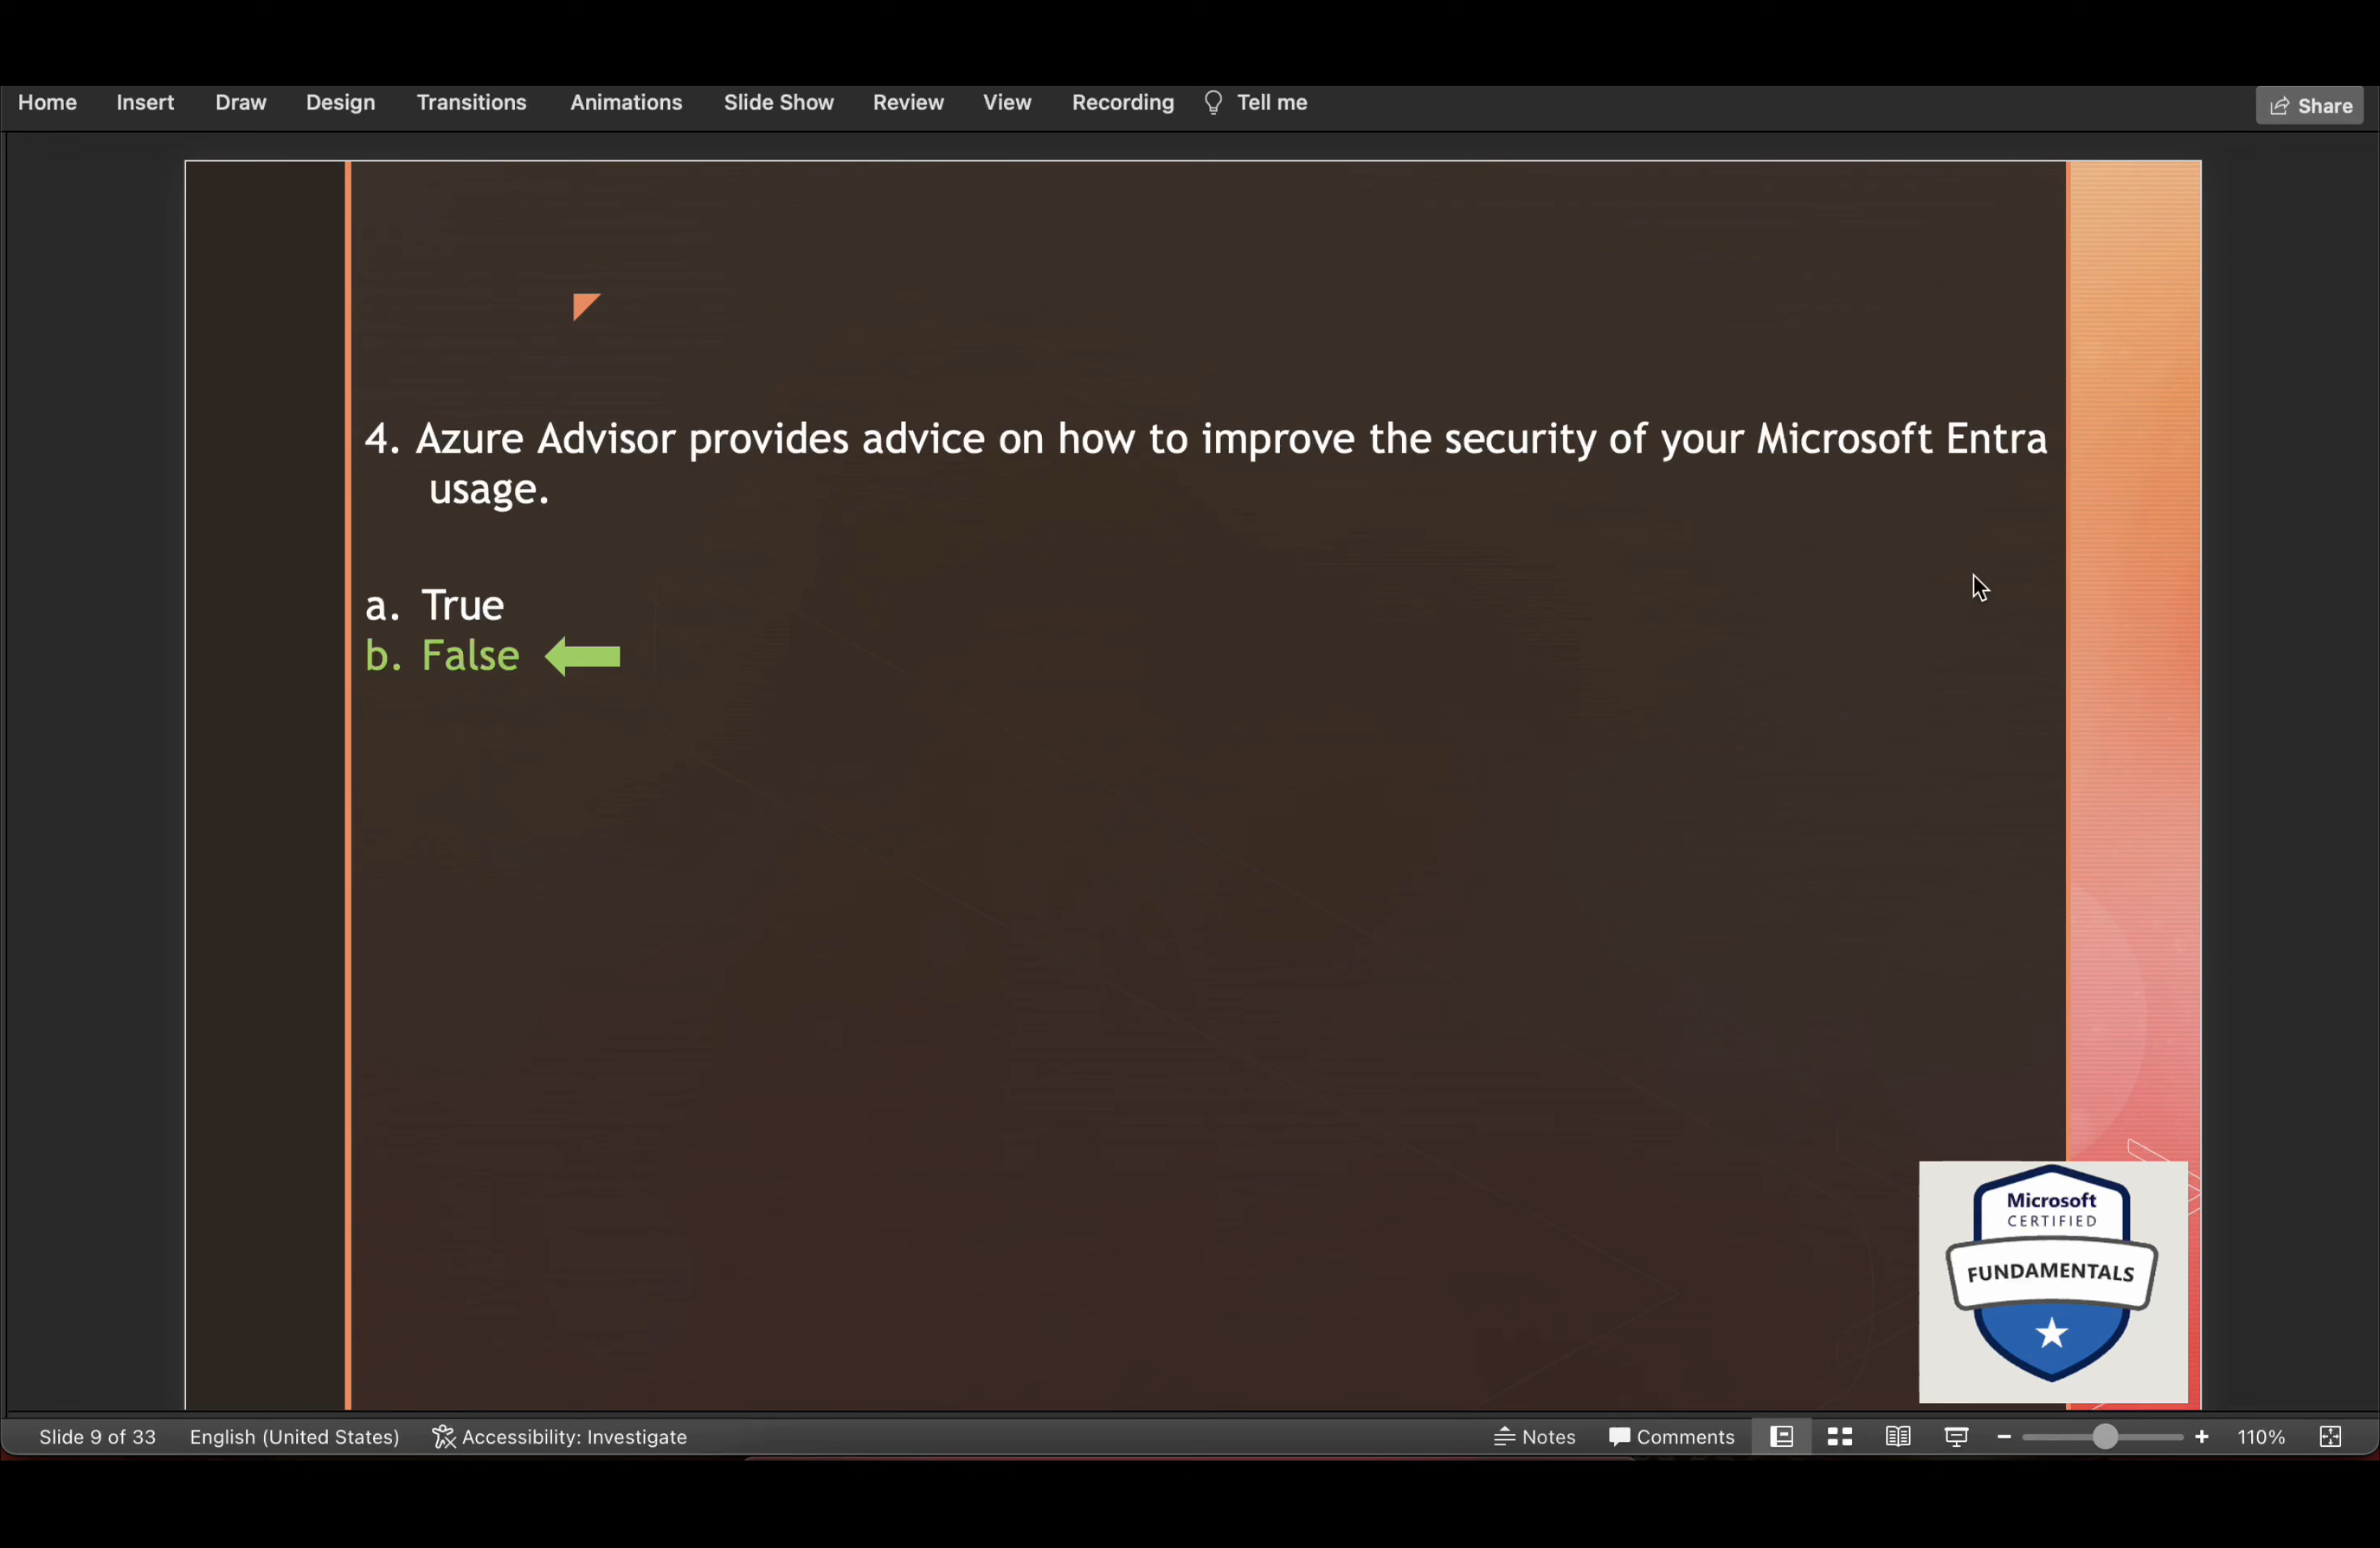 Home Insert Draw Design Transitions Animations Slide Show Review View Recording Tell me Share
4. Azure Advisor provides advice on how to improve the security of your Microsoft Entra
usage.
a. True
b. False
Microsoft
CERTIFIED
FUNDAMENTALS
Slide 9 of 33 English (United States) Accessibility: Investigate Notes Comments 110%